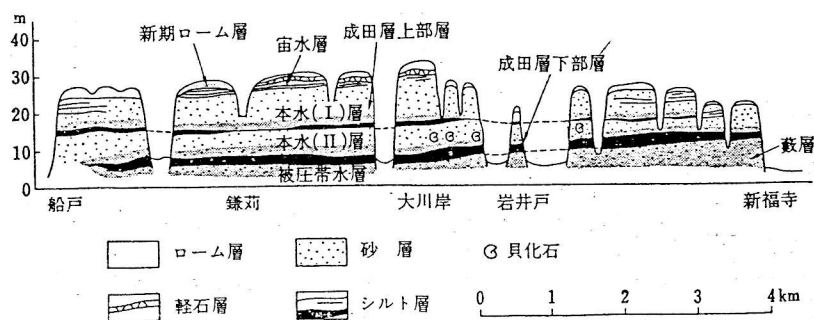 m
40
30
20
10
0
新期ローム層
宙水層
成田層上部層
成田層下部層
本水(I)層
本水(II)層
被圧帯水層
藪層
船戸
鎌苅
大川岸
岩井戸
新福寺
ローム層
砂 層
貝化石
軽石層
シルト層
0 1 2 3 4km